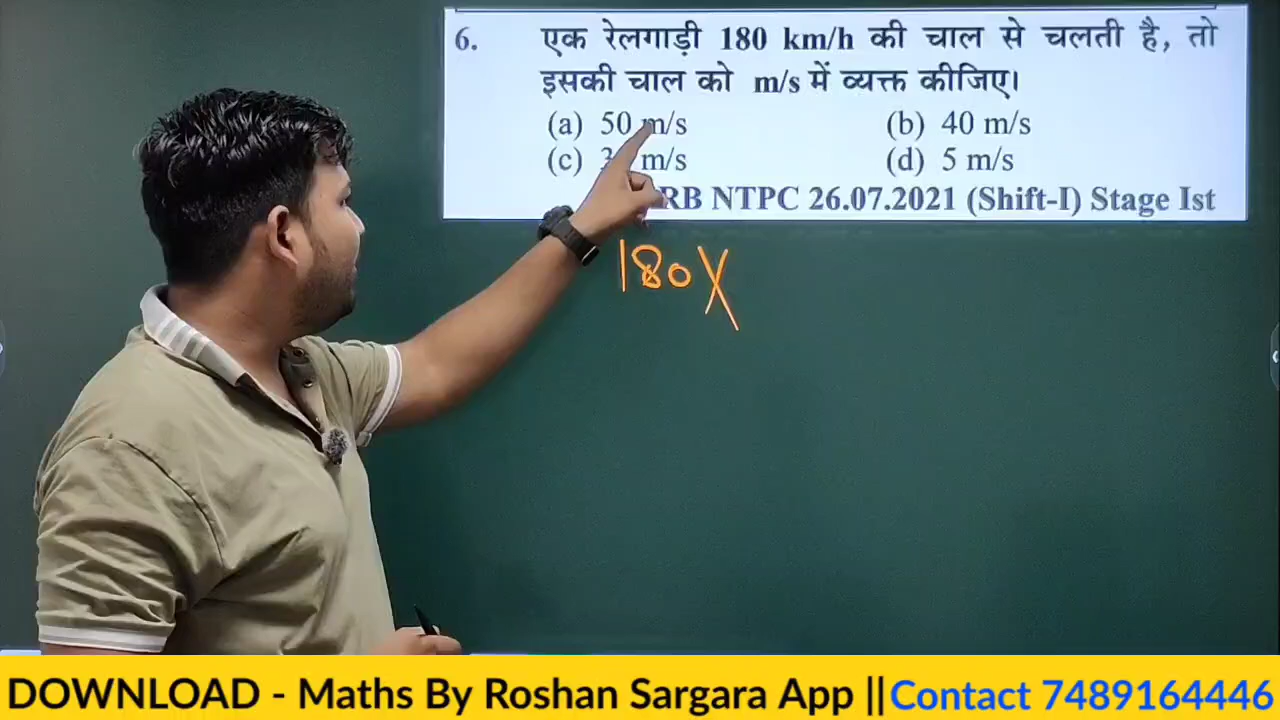 6. एक रेलगाड़ी 180 km/h की चाल से चलती है, तो
इसकी चाल को m/s में व्यक्त कीजिए।
(a) 50 m/s (b) 40 m/s
(c) m/s (d) 5 m/s
RB NTPC 26.07.2021 (Shift-I) Stage Ist
180 X
DOWNLOAD - Maths By Roshan Sargara App || Contact 7489164446